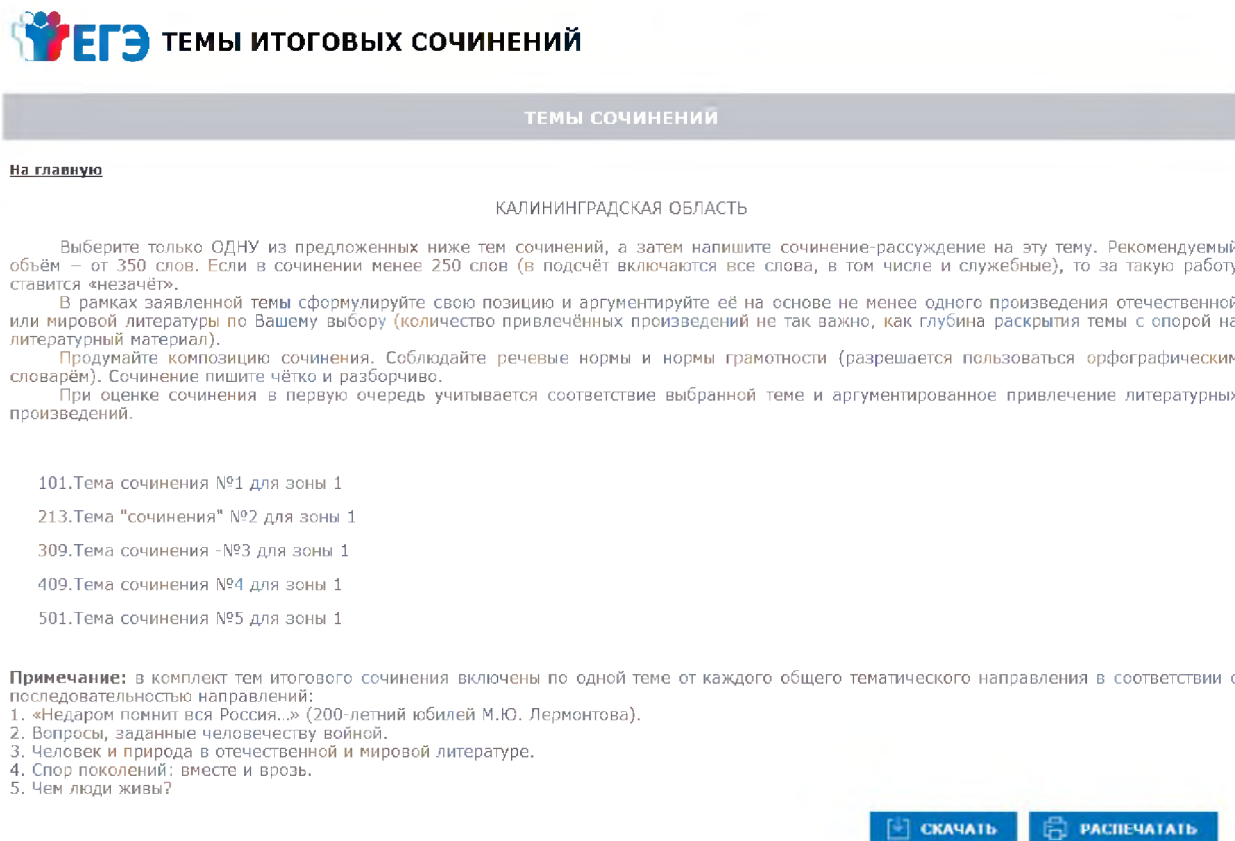 ЕГЭ ТЕМЫ ИТОГОВЫХ СОЧИНЕНИЙ
ТЕМЫ СОЧИНЕНИЙ
На главную
КАЛИНИНГРАДСКАЯ ОБЛАСТЬ
Выберите только ОДНУ из предложенных ниже тем сочинений, а затем напишите сочинение-рассуждение на эту тему. Рекомендуемый
объём – от 350 слов. Если в сочинении менее 250 слов (в подсчёт включаются все слова, в том числе и служебные), то за такую работу
ставится «незачёт».
В рамках заявленной темы сформулируйте свою позицию и аргументируйте её на основе не менее одного произведения отечественной
или мировой литературы по Вашему выбору (количество привлечённых произведений не так важно, как глубина раскрытия темы с опорой на
литературный материал).
Продумайте композицию сочинения. Соблюдайте речевые нормы и нормы грамотности (разрешается пользоваться орфографическим
словарём). Сочинение пишите чётко и разборчиво.
При оценке сочинения в первую очередь учитывается соответствие выбранной теме и аргументированное привлечение литературных
произведений.
101.Тема сочинения №1 для зоны 1
213.Тема "сочинения" №2 для зоны 1
309.Тема сочинения -№3 для зоны 1
409.Тема сочинения №4 для зоны 1
501.Тема сочинения №5 для зоны 1
Примечание: в комплект тем итогового сочинения включены по одной теме от каждого общего тематического направления в соответствии с
последовательностью направлений:
1. «Недаром помнит вся Россия…» (200-летний юбилей М.Ю. Лермонтова).
2. Вопросы, заданные человечеству войной.
3. Человек и природа в отечественной и мировой литературе.
4. Спор поколений: вместе и врозь.
5. Чем люди живы?
СКАЧАТЬ РАСПЕЧАТАТЬ